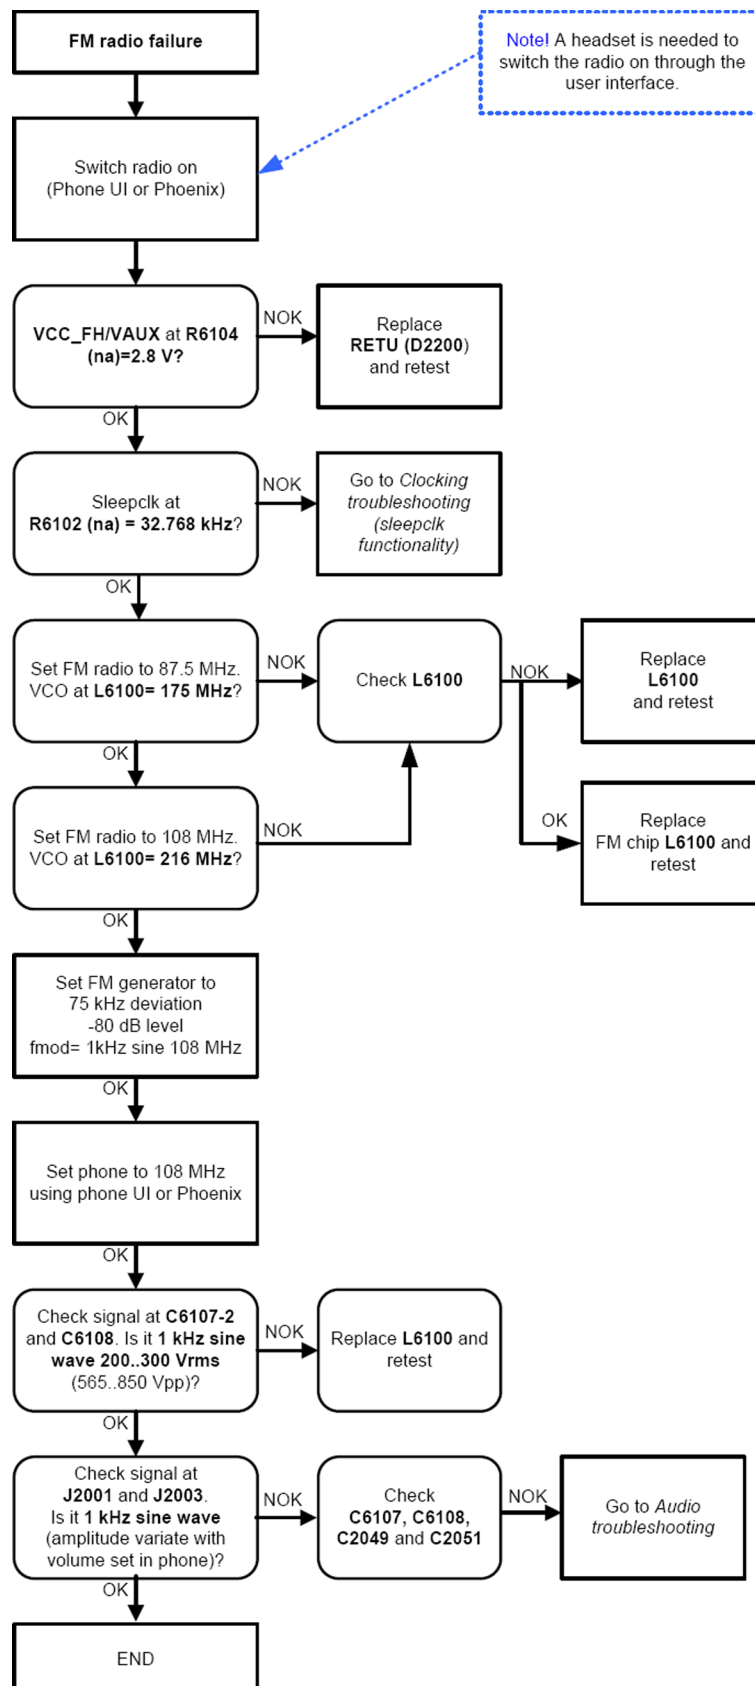 FM radio failure
Note! A headset is needed to
switch the radio on through the
user interface.
Switch radio on
(Phone UI or Phoenix)
VCC_FH/VAUX at R6104
(na)=2.8 V?
NOK
Replace
RETU (D2200)
and retest
OK
Sleepclk at
R6102 (na) = 32.768 kHz?
NOK
Go to Clocking
troubleshooting
(sleepclk
functionality)
OK
Set FM radio to 87.5 MHz.
VCO at L6100= 175 MHz?
NOK
Check L6100
NOK
Replace
L6100
and retest
OK
Set FM radio to 108 MHz.
VCO at L6100= 216 MHz?
NOK
OK
Replace
FM chip L6100 and
retest
OK
Set FM generator to
75 kHz deviation
-80 dB level
fmod= 1kHz sine 108 MHz
OK
Set phone to 108 MHz
using phone UI or Phoenix
OK
Check signal at C6107-2
and C6108. Is it 1 kHz sine
wave 200..300 Vrms
(565..850 Vpp)?
NOK
Replace L6100 and
retest
OK
Check signal at
J2001 and J2003.
Is it 1 kHz sine wave
(amplitude variate with
volume set in phone)?
NOK
Check
C6107, C6108,
C2049 and C2051
NOK
Go to Audio
troubleshooting
OK
END